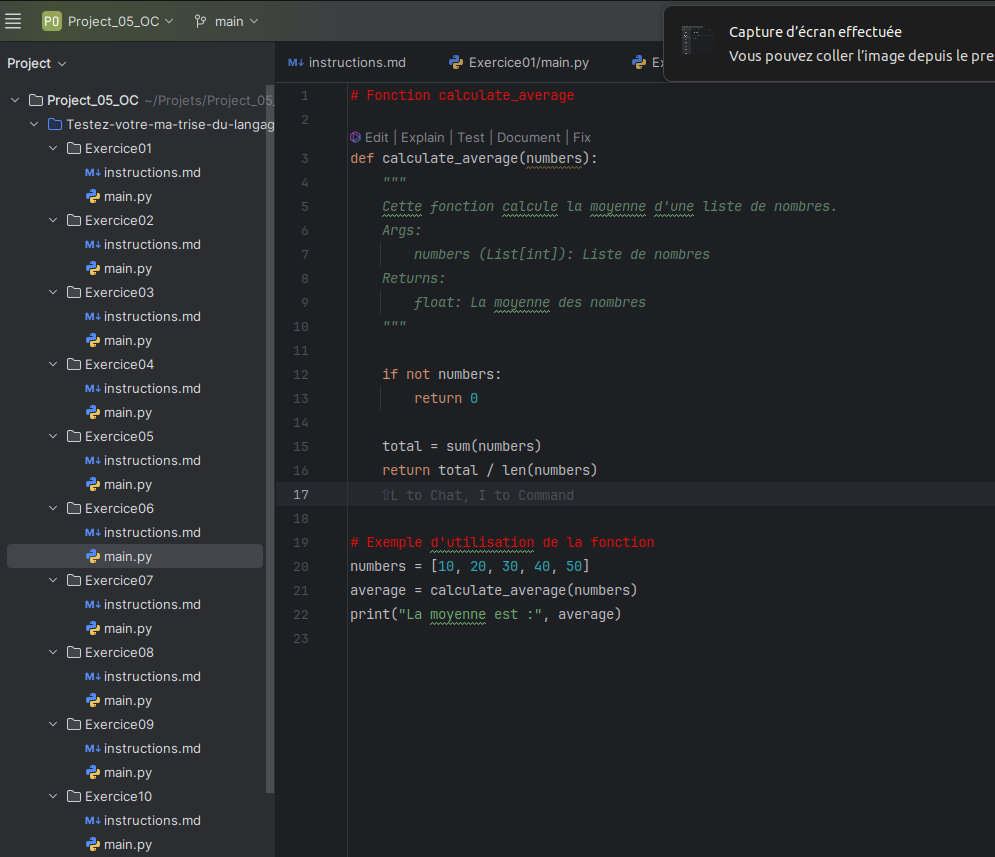 P0 Project_05_OC main
Capture d'écran effectuée
Vous pouvez coller l'image depuis le pre
Project
Project_05_OC ~/Projets/Project_05_
Testez-votre-ma-trise-du-langag
Exercice01
M↓ instructions.md
main.py
Exercice02
M↓ instructions.md
main.py
Exercice03
M↓ instructions.md
main.py
Exercice04
M↓ instructions.md
main.py
Exercice05
M↓ instructions.md
main.py
Exercice06
M↓ instructions.md
main.py
Exercice07
M↓ instructions.md
main.py
Exercice08
M↓ instructions.md
main.py
Exercice09
M↓ instructions.md
main.py
Exercice10
M↓ instructions.md
main.py
M↓ instructions.md Exercice01/main.py Ex
1 # Fonction calculate_average
2
Edit | Explain | Test | Document | Fix
3 def calculate_average(numbers):
4 """
5 Cette fonction calcule la moyenne d'une liste de nombres.
6 Args:
7 numbers (List[int]): Liste de nombres
8 Returns:
9 float: La moyenne des nombres
10 """
11
12 if not numbers:
13 return 0
14
15 total = sum(numbers)
16 return total / len(numbers)
17 ⇧L to Chat, I to Command
18
19 # Exemple d'utilisation de la fonction
20 numbers = [10, 20, 30, 40, 50]
21 average = calculate_average(numbers)
22 print("La moyenne est :", average)
23